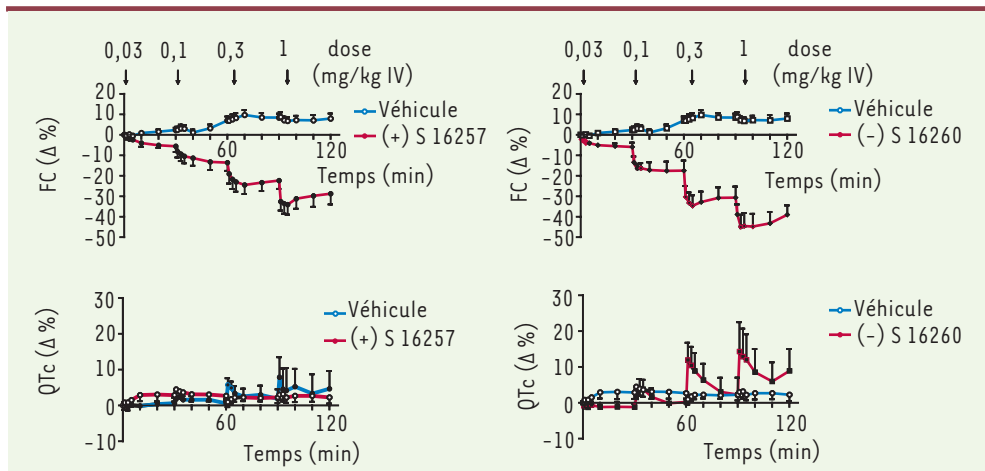 0,03 0,1 0,3 1 dose
(mg/kg IV)
20
10
0
-10
-20
-30
-40
-50
FC (Δ %)
Véhicule
(+) S 16257
60 120
Temps (min)
0,03 0,1 0,3 1 dose
(mg/kg IV)
20
10
0
-10
-20
-30
-40
-50
FC (Δ %)
Véhicule
(-) S 16260
60 120
Temps (min)
30
20
10
0
-10
QTc (Δ %)
Véhicule
(+) S 16257
60 120
Temps (min)
30
20
10
0
-10
QTc (Δ %)
Véhicule
(-) S 16260
60 120
Temps (min)